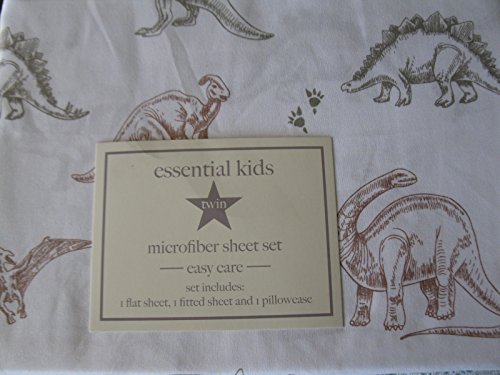 essential kids
twin
microfiber sheet set
easy care
set includes:
1 flat sheet, 1 fitted sheet and 1 pillowcase